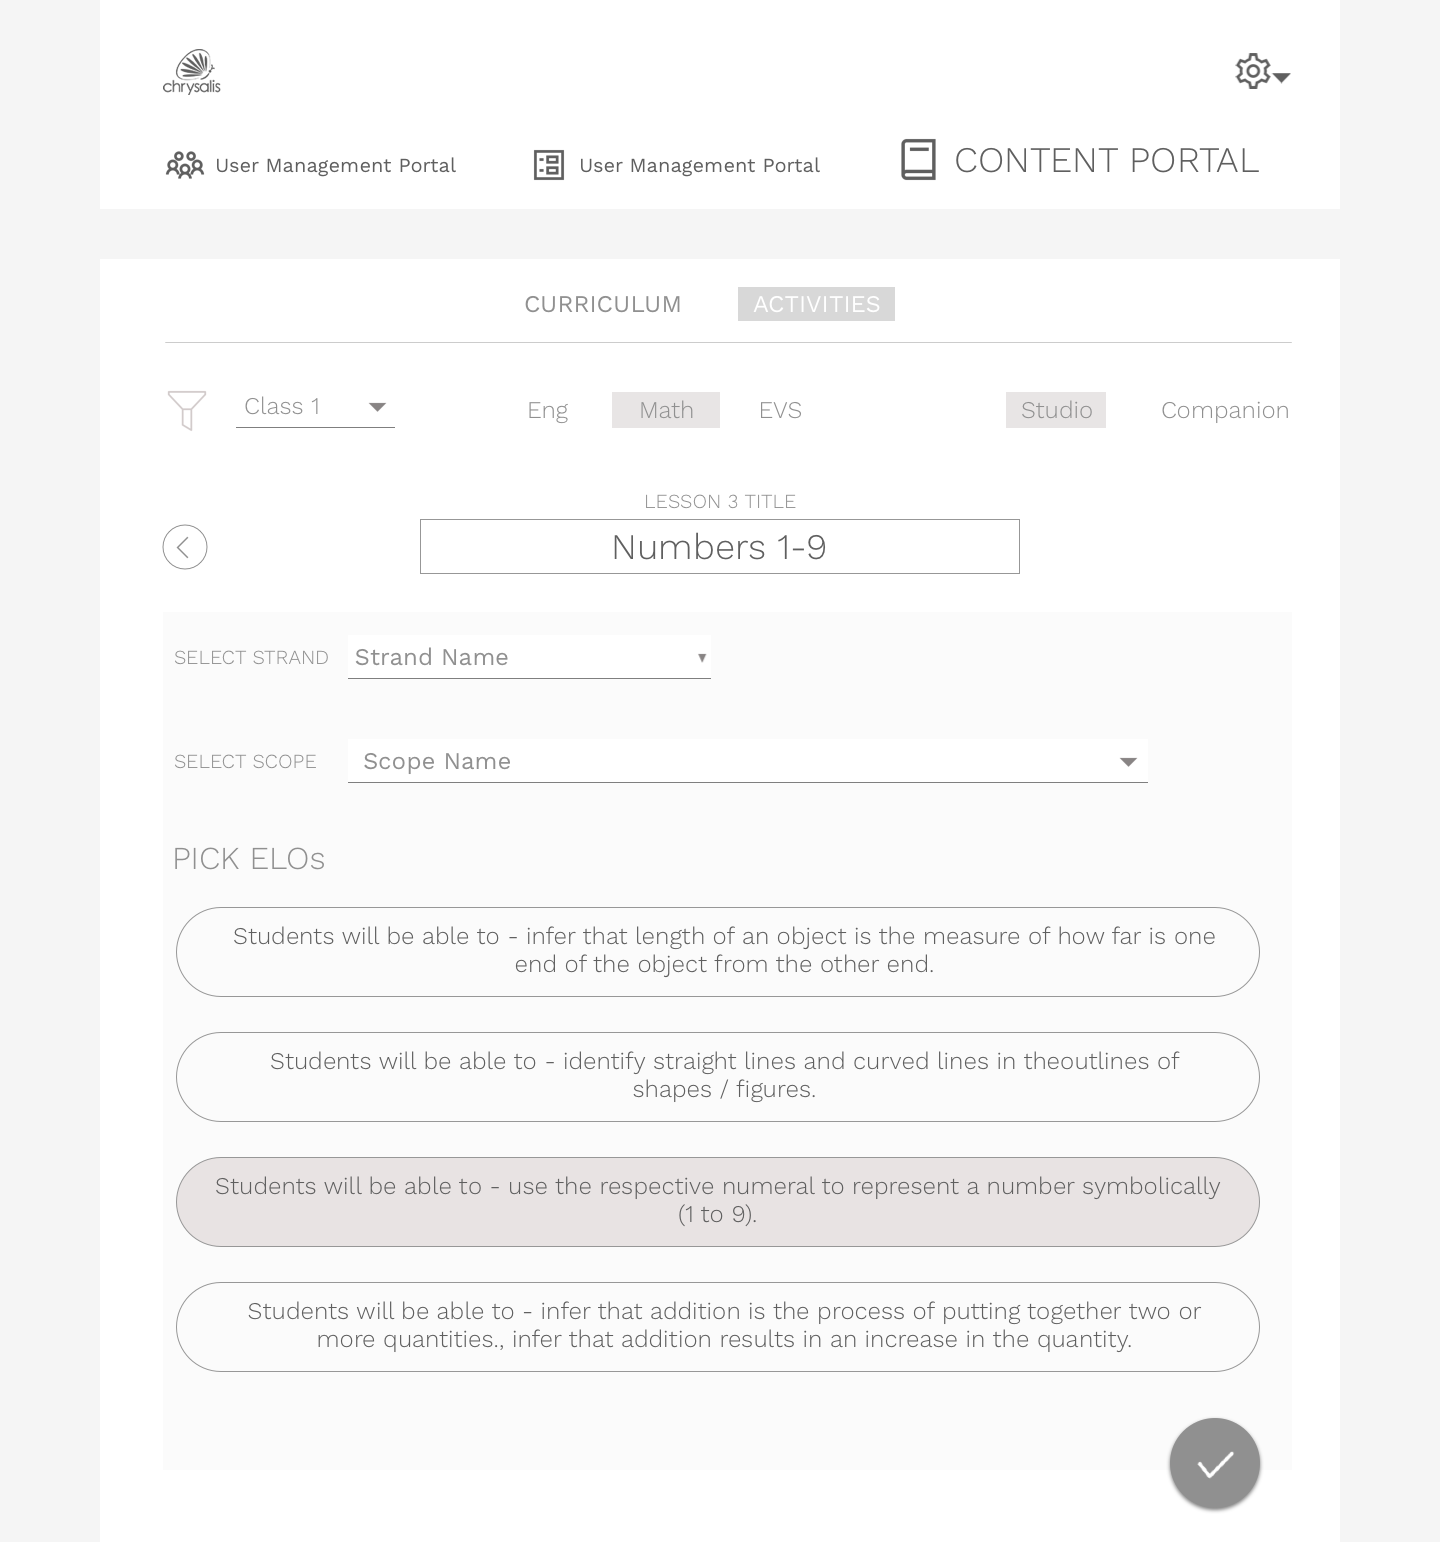 chrysalis
User Management Portal
User Management Portal
CONTENT PORTAL
CURRICULUM
ACTIVITIES
Class 1
Eng
Math
EVS
Studio
Companion
LESSON 3 TITLE
Numbers 1-9
SELECT STRAND
Strand Name
SELECT SCOPE
Scope Name
PICK ELOs
Students will be able to - infer that length of an object is the measure of how far is one
end of the object from the other end.
Students will be able to - identify straight lines and curved lines in theoutlines of
shapes / figures.
Students will be able to - use the respective numeral to represent a number symbolically
(1 to 9).
Students will be able to - infer that addition is the process of putting together two or
more quantities., infer that addition results in an increase in the quantity.